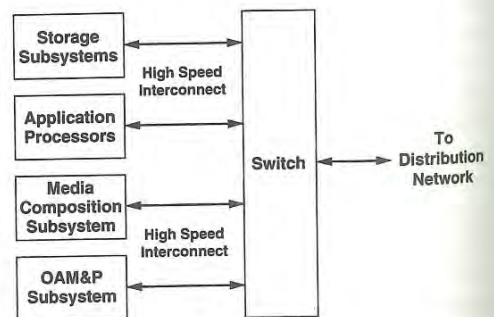 Storage
Subsystems
High Speed
Interconnect
Application
Processors
Switch
To
Distribution
Network
Media
Composition
Subsystem
High Speed
Interconnect
OAM&P
Subsystem